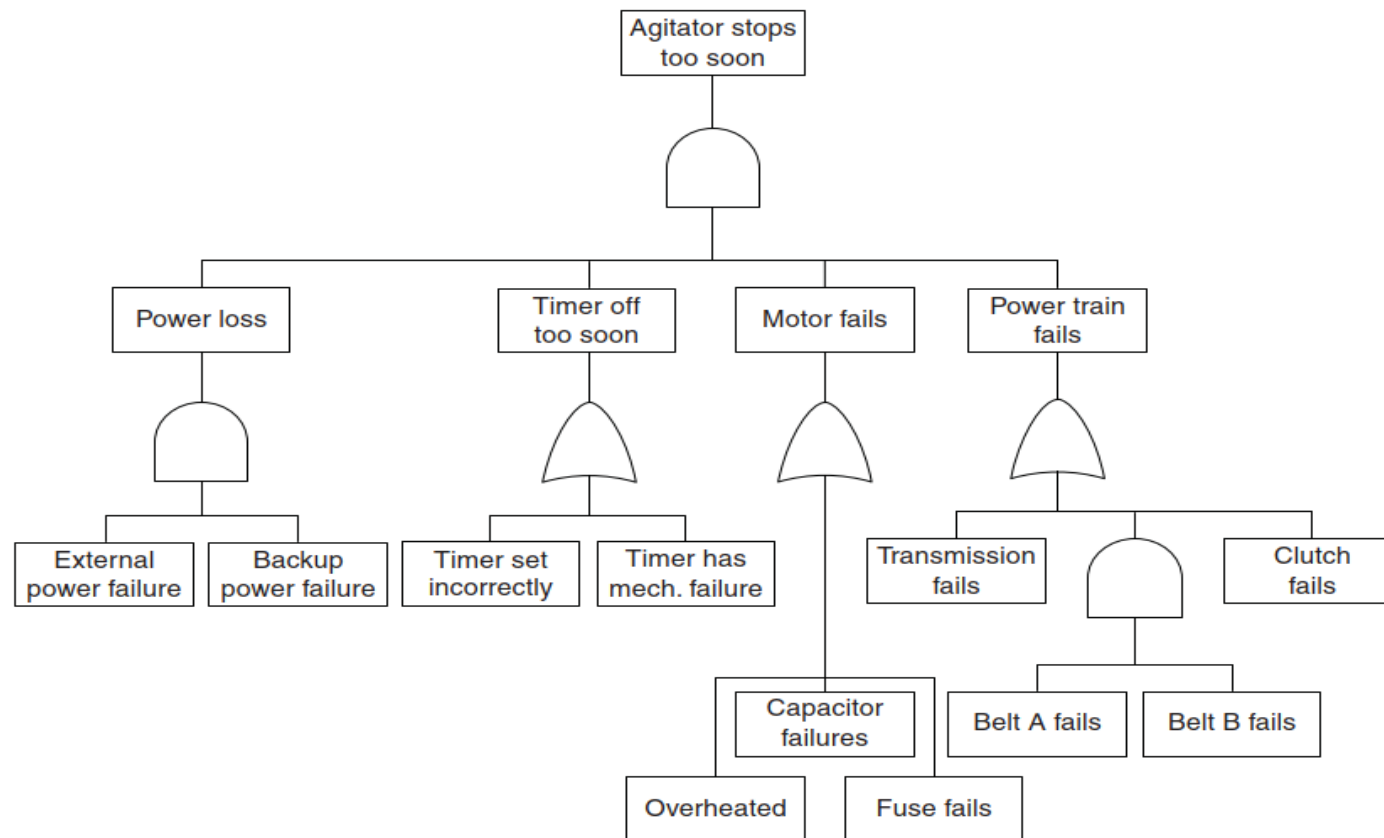 Agitator stops
too soon
Power loss
Timer off
too soon
Motor fails
Power train
fails
External
power failure
Backup
power failure
Timer set
incorrectly
Timer has
mech. failure
Transmission
fails
Clutch
fails
Capacitor
failures
Belt A fails
Belt B fails
Overheated
Fuse fails